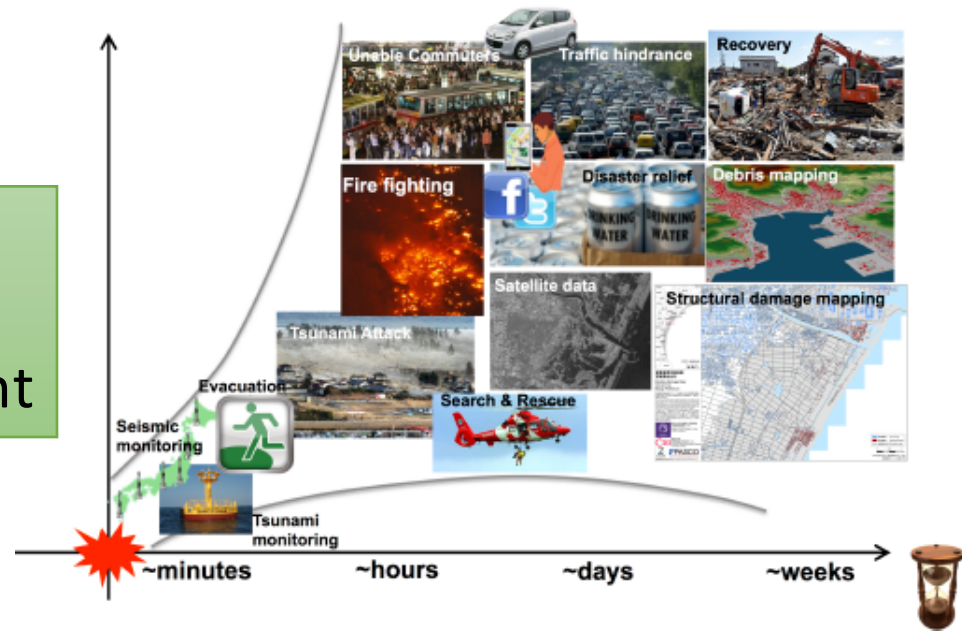 Unable Commuters
Traffic hindrance
Recovery
Fire fighting
Disaster relief
Debris mapping
f
DRINKING
WATER
DRINKING
WATER
Satellite data
Structural damage mapping
Tsunami Attack
nt
Evacuation
Search & Rescue
Seismic
monitoring
PASCO
Tsunami
monitoring
~minutes
~hours
~days
~weeks